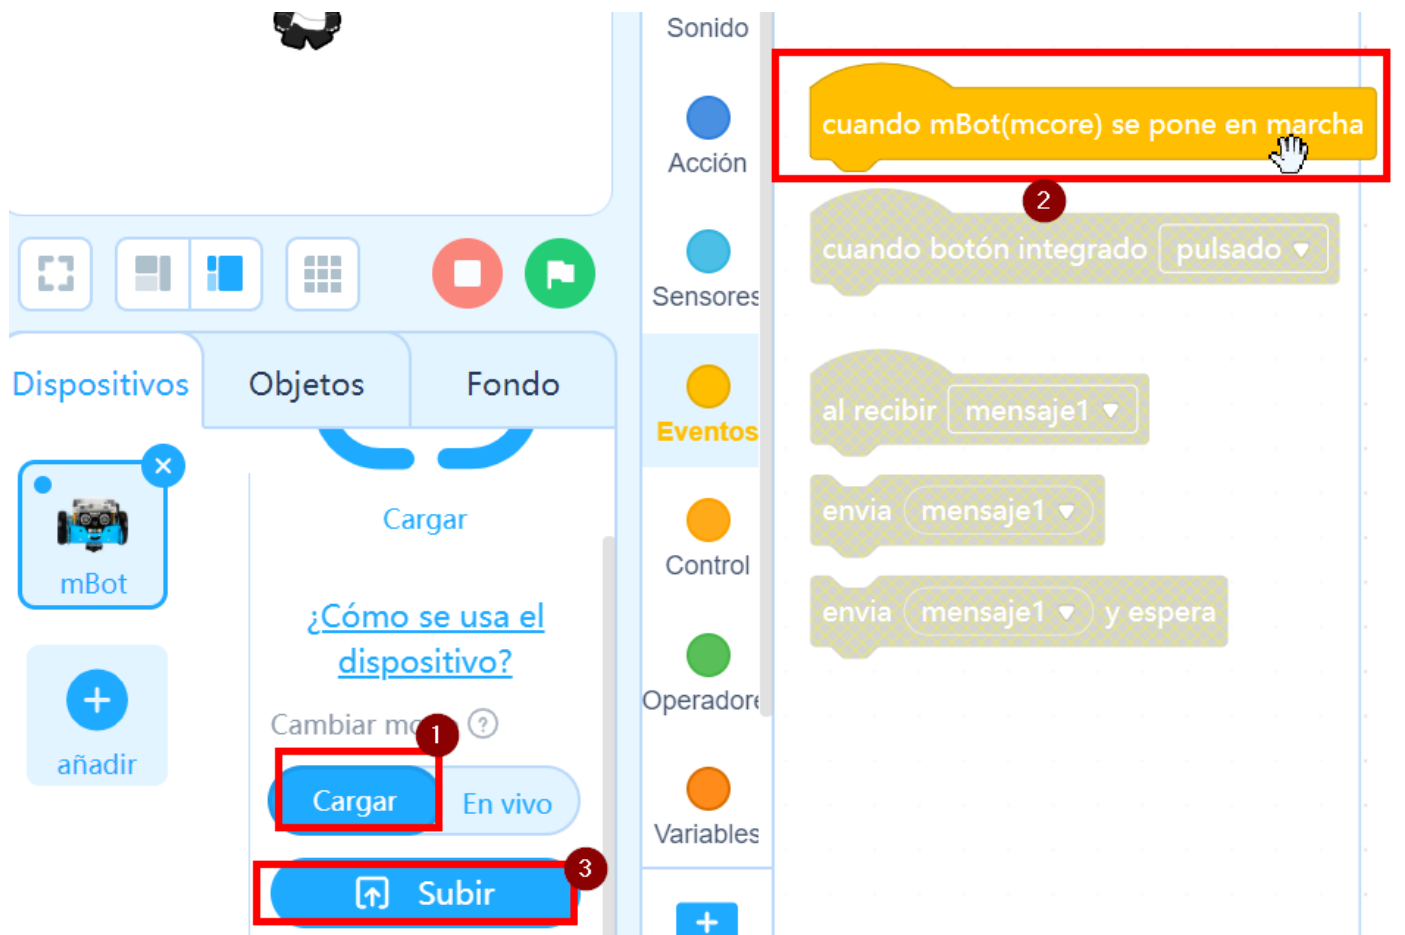 Sonido
Acción
Sensores
Eventos
Control
Operadore
Variables
cuando mBot(mcore) se pone en marcha
2
cuando botón integrado pulsado
al recibir mensaje1
envia mensaje1
envia mensaje1 y espera
Dispositivos
Objetos
Fondo
mBot
añadir
Cargar
¿Cómo se usa el
dispositivo?
Cambiar mo
?
1
Cargar
En vivo
3
Subir